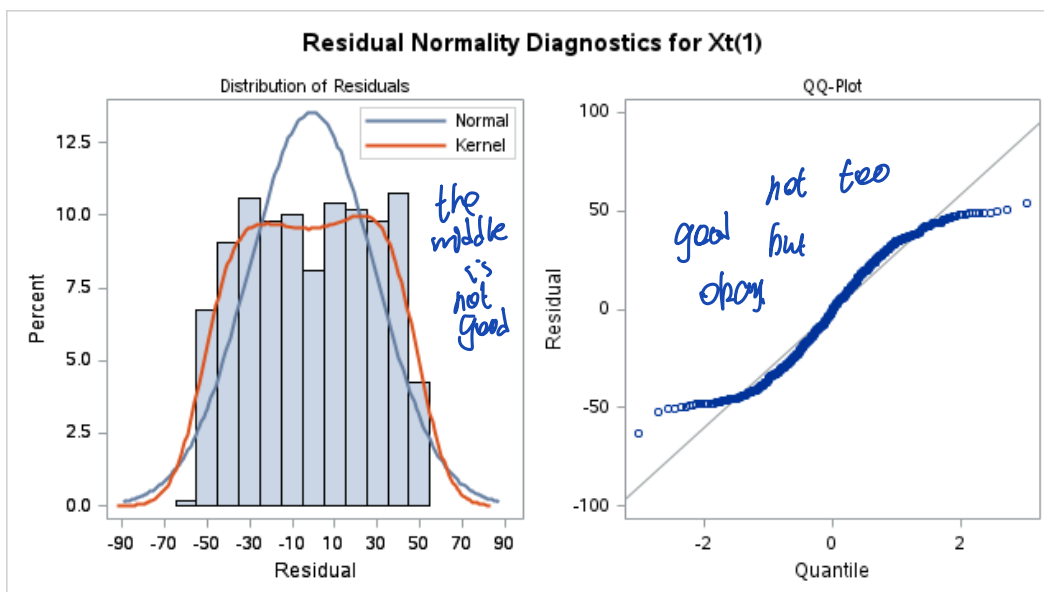 Residual Normality Diagnostics for Xt(1)
Distribution of Residuals
Normal
Kernel
12.5
10.0
7.5
5.0
2.5
0.0
Percent
-90 -70 -50 -30 -10 10 30 50 70 90
Residual
the
middle
is
not
good
QQ-Plot
100
50
0
-50
-100
Residual
-2 0 2
Quantile
not too
good but
okay